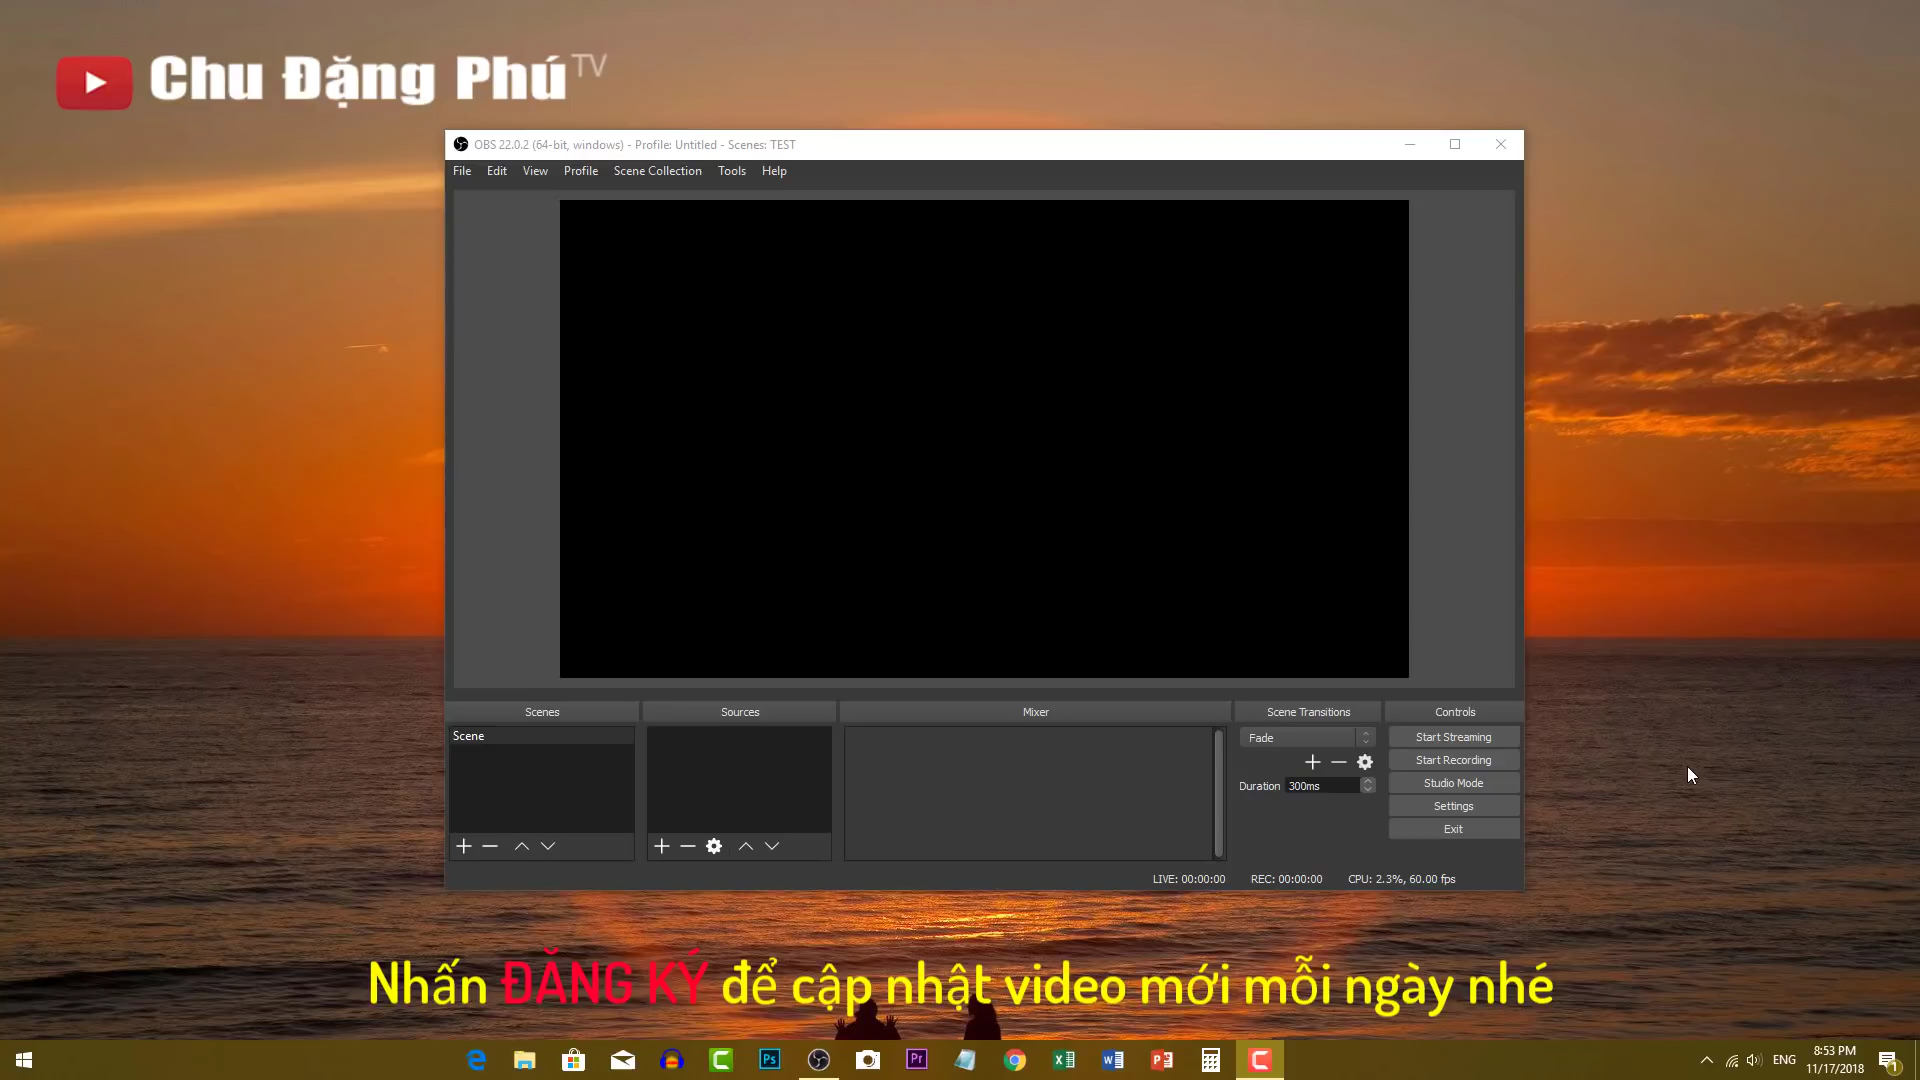 Chu Đặng Phú TV
OBS 22.0.2 (64-bit, windows) - Profile: Untitled - Scenes: TEST
File Edit View Profile Scene Collection Tools Help
Scenes Sources Mixer Scene Transitions Controls
Scene
Fade
Duration 300ms
Start Streaming
Start Recording
Studio Mode
Settings
Exit
LIVE: 00:00:00 REC: 00:00:00 CPU: 2.3%, 60.00 fps
Nhấn ĐĂNG KÝ để cập nhật video mới mỗi ngày nhé
Ps Pr
ENG 8:53 PM
11/17/2018 1